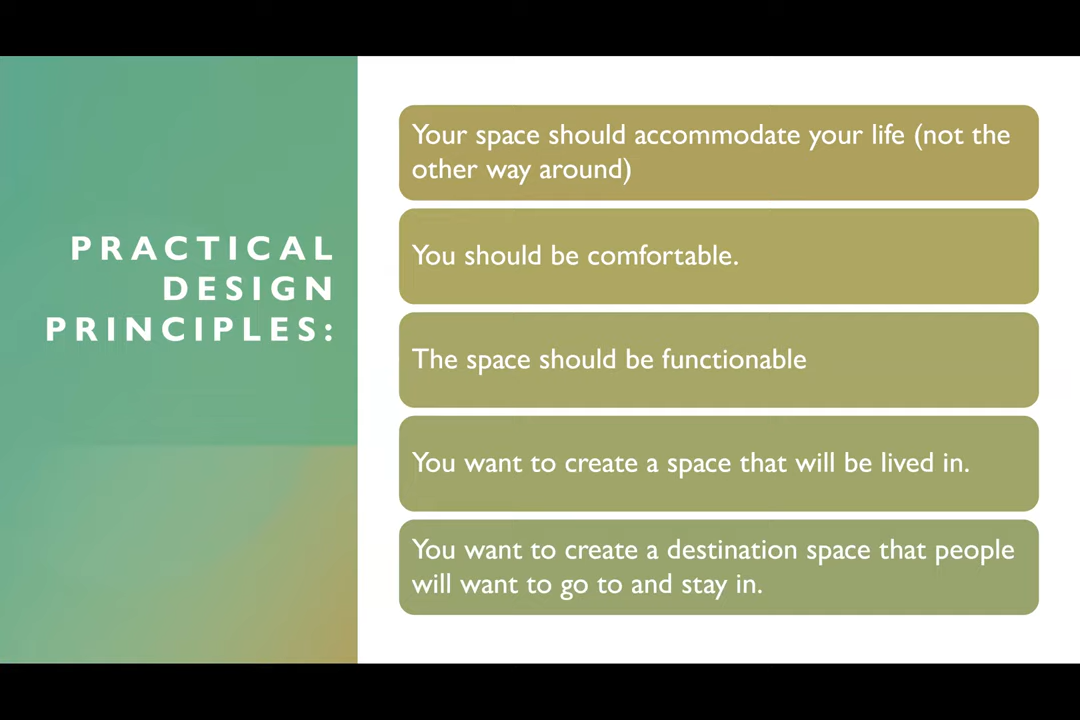 PRACTICAL
DESIGN
PRINCIPLES:
Your space should accommodate your life (not the
other way around)
You should be comfortable.
The space should be functionable
You want to create a space that will be lived in.
You want to create a destination space that people
will want to go to and stay in.